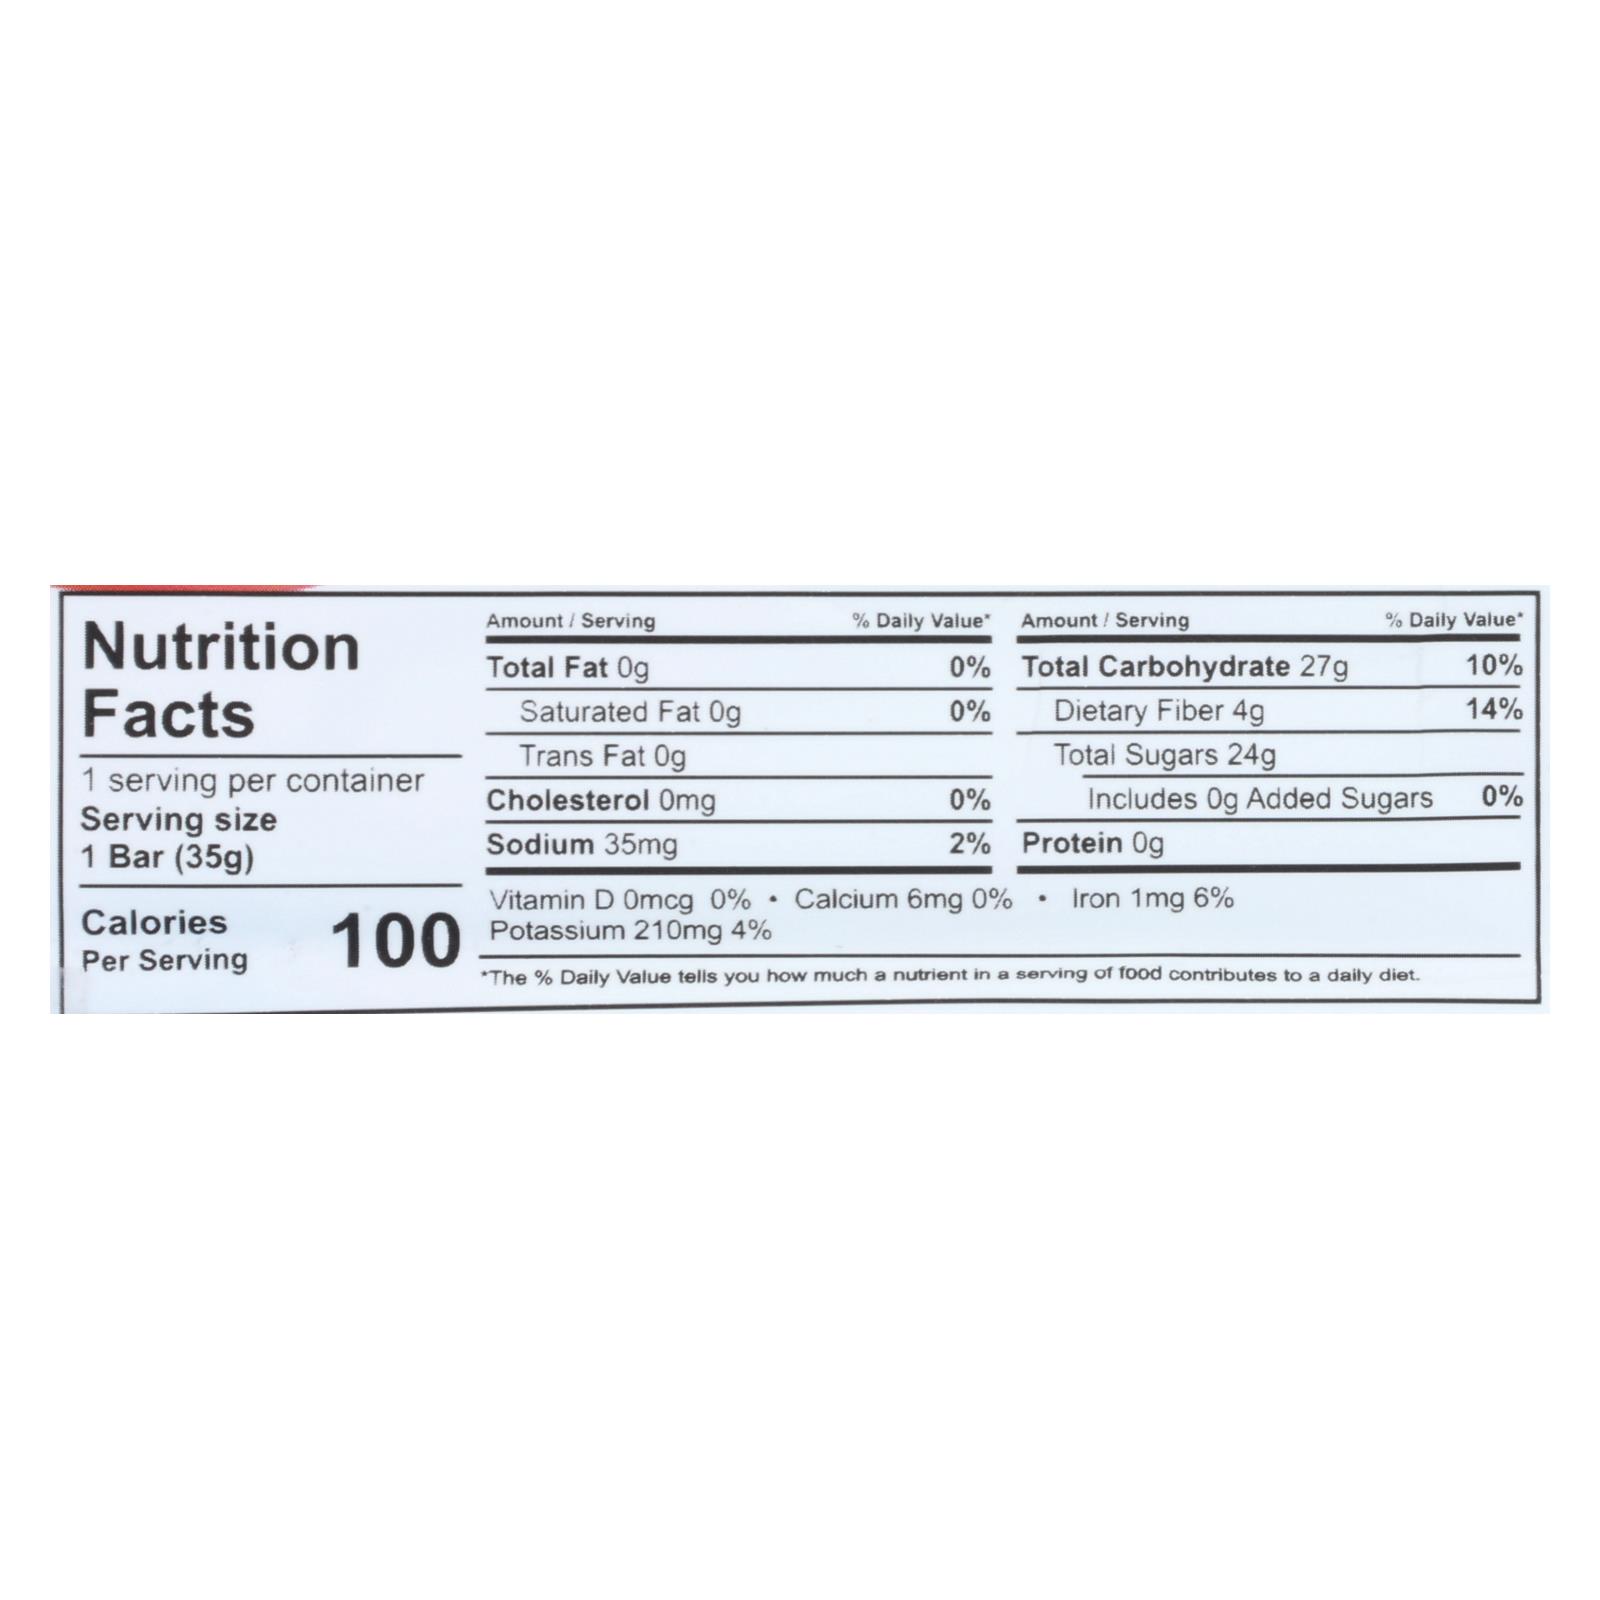 Nutrition
Facts
1 serving per container
Serving size
1 Bar (35g)
Calories
Per Serving
100
Amount / Serving % Daily Value*
Total Fat 0g 0%
Saturated Fat 0g 0%
Trans Fat 0g
Cholesterol 0mg 0%
Sodium 35mg 2%
Amount / Serving % Daily Value*
Total Carbohydrate 27g 10%
Dietary Fiber 4g 14%
Total Sugars 24g
Includes 0g Added Sugars 0%
Protein 0g
Vitamin D 0mcg 0% • Calcium 6mg 0% • Iron 1mg 6%
Potassium 210mg 4%
*The % Daily Value tells you how much a nutrient in a serving of food contributes to a daily diet.